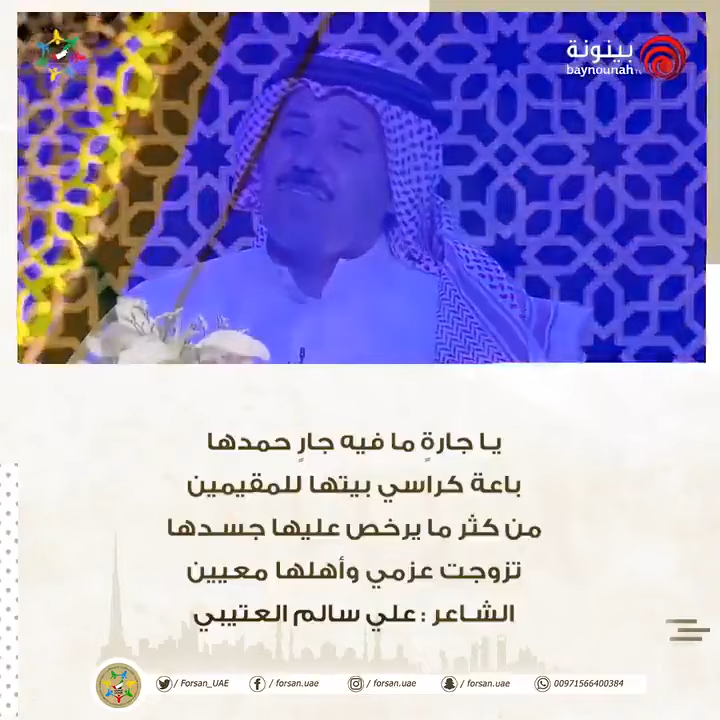 بينونة
baynounah TV
يا جارةٍ ما فيه جارٍ حمدها
باعة كراسي بيتها للمقيمين
من كثر ما يرخص عليها جسدها
تزوجت عزمي وأهلها معيين
الشاعر : علي سالم العتيبي
/ Forsan_UAE / forsan.uae / forsan.uae / forsan.uae 00971566400384